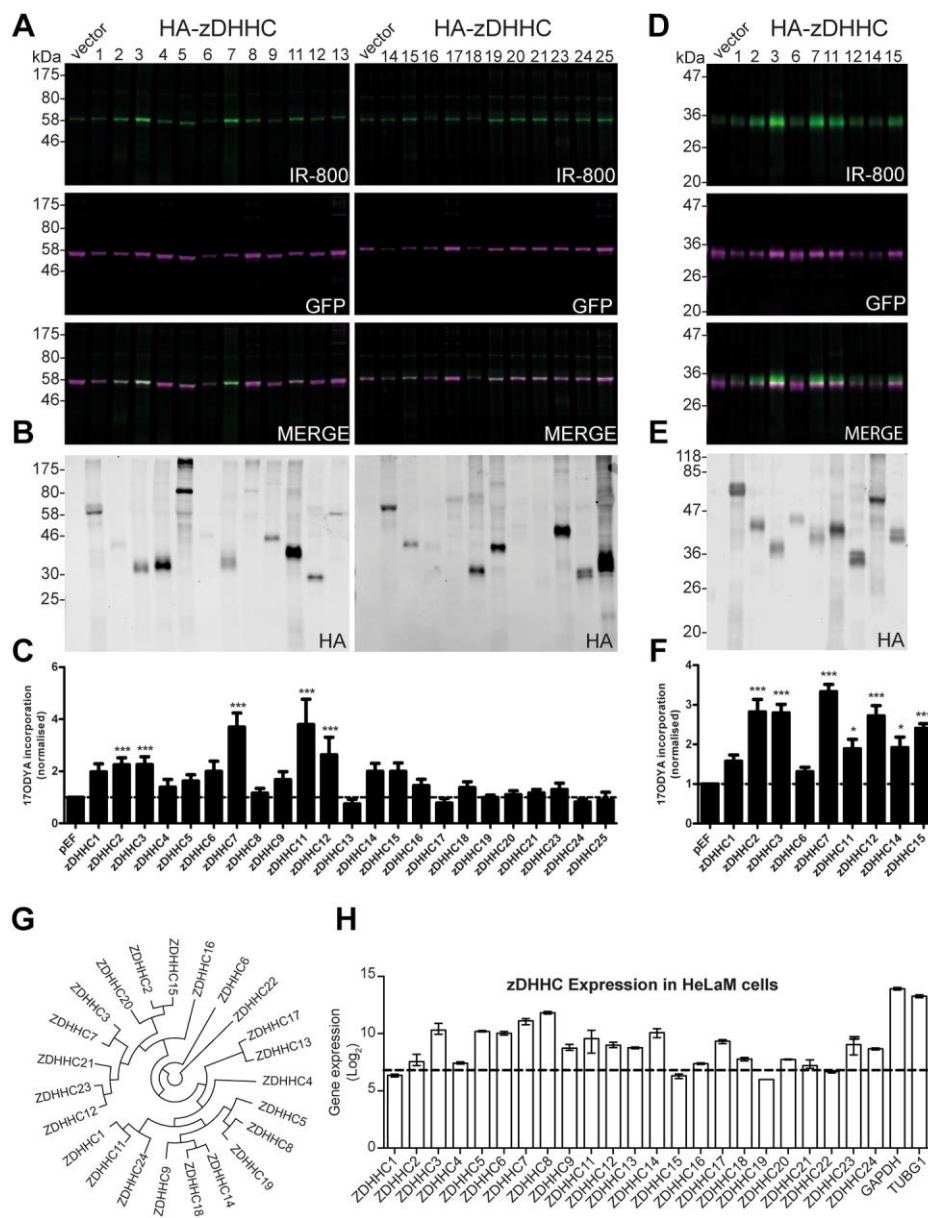 A
HA-zDHHC
kDa
vector 1 2 3 4 5 6 7 8 9 11 12 13
vector 14 15 16 17 18 19 20 21 23 24 25
175
80
58
46
IR-800
IR-800
175
80
58
46
GFP
GFP
175
80
58
46
MERGE
MERGE
B
175
80
58
46
30
25
HA
HA
C
17ODYA incorporation
(normalised)
6
4
2
0
*** *** *** *** ***
pEF zDHHC1 zDHHC2 zDHHC3 zDHHC4 zDHHC5 zDHHC6 zDHHC7 zDHHC8 zDHHC9 zDHHC11 zDHHC12 zDHHC13 zDHHC14 zDHHC15 zDHHC16 zDHHC17 zDHHC18 zDHHC19 zDHHC20 zDHHC21 zDHHC23 zDHHC24 zDHHC25
D
HA-zDHHC
kDa
vector 1 2 3 6 7 11 12 14 15
47
36
26
20
IR-800
47
36
26
20
GFP
47
36
26
MERGE
E
118
85
47
36
26
20
HA
F
17ODYA incorporation
(normalised)
4
3
2
1
0
*** *** *** * *** * ***
pEF zDHHC1 zDHHC2 zDHHC3 zDHHC6 zDHHC7 zDHHC11 zDHHC12 zDHHC14 zDHHC15
G
ZDHHC16
ZDHHC6
ZDHHC22
ZDHHC17
ZDHHC13
ZDHHC4
ZDHHC5
ZDHHC8
ZDHHC19
ZDHHC14
ZDHHC18
ZDHHC9
ZDHHC24
ZDHHC11
ZDHHC1
ZDHHC12
ZDHHC23
ZDHHC21
ZDHHC7
ZDHHC3
ZDHHC20
ZDHHC2
ZDHHC15
H
zDHHC Expression in HeLaM cells
Gene expression
(Log2)
15
10
5
0
ZDHHC1 ZDHHC2 ZDHHC3 ZDHHC4 ZDHHC5 ZDHHC6 ZDHHC7 ZDHHC8 ZDHHC9 ZDHHC11 ZDHHC12 ZDHHC13 ZDHHC14 ZDHHC15 ZDHHC16 ZDHHC17 ZDHHC18 ZDHHC19 ZDHHC20 ZDHHC21 ZDHHC22 ZDHHC23 ZDHHC24 GAPDH TUBG1